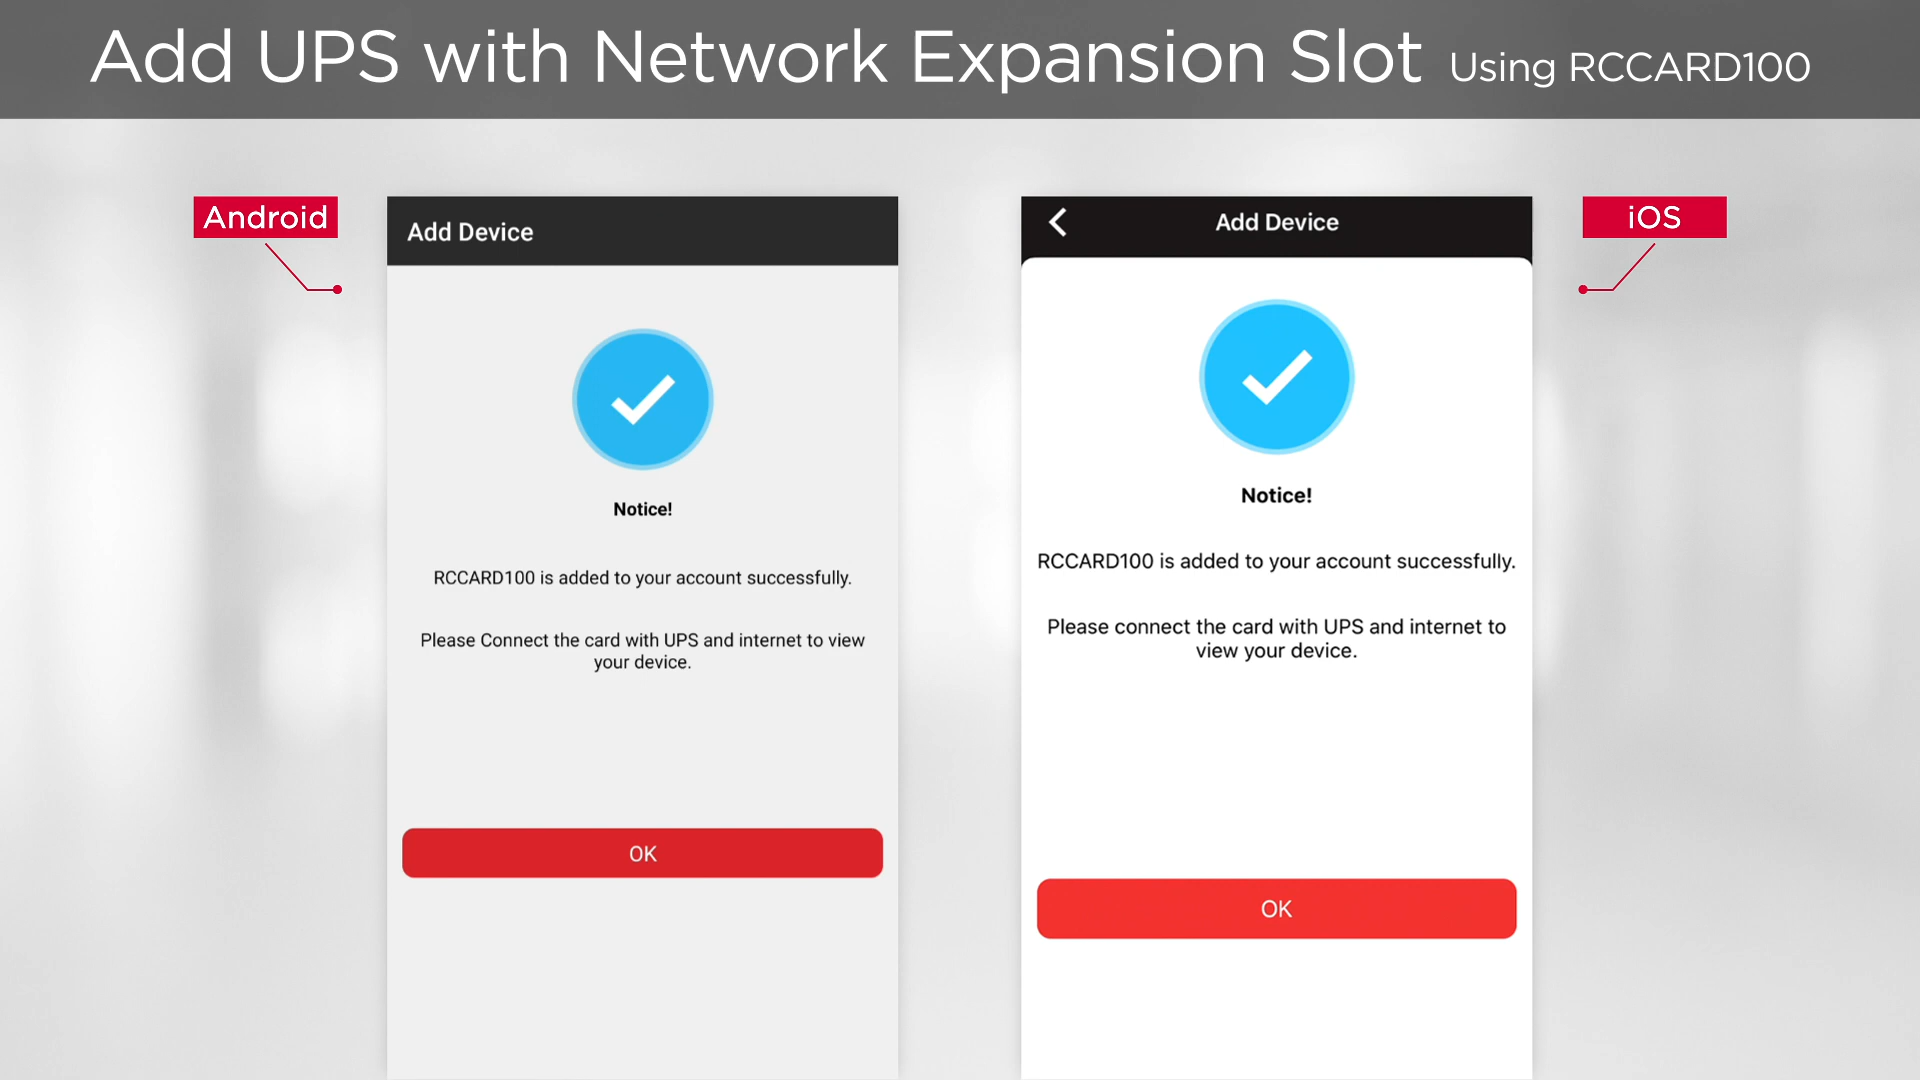 Add UPS with Network Expansion Slot Using RCCARD100
Android
Add Device
Notice!
RCCARD100 is added to your account successfully.
Please Connect the card with UPS and internet to view
your device.
OK
iOS
Add Device
Notice!
RCCARD100 is added to your account successfully.
Please connect the card with UPS and internet to
view your device.
OK